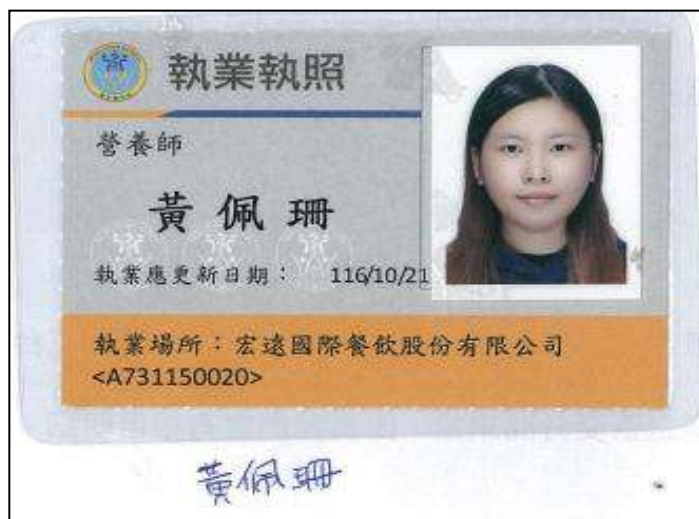 執業執照
營養師
黃佩珊
執業應更新日期： 116/10/21
執業場所：宏遠國際餐飲股份有限公司
<A731150020>
黃佩珊